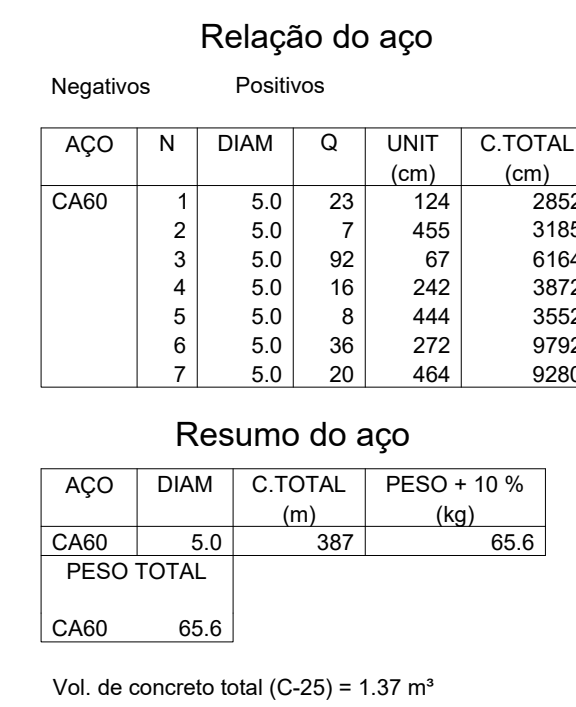 Relação do aço
Negativos Positivos
AÇO N DIAM Q UNIT C.TOTAL
(cm) (cm)
CA60 1 5.0 23 124 2852
2 5.0 7 455 3185
3 5.0 92 67 6164
4 5.0 16 242 3872
5 5.0 8 444 3552
6 5.0 36 272 9792
7 5.0 20 464 9280
Resumo do aço
AÇO DIAM C.TOTAL PESO + 10 %
(m) (kg)
CA60 5.0 387 65.6
PESO TOTAL
CA60 65.6
Vol. de concreto total (C-25) = 1.37 m³